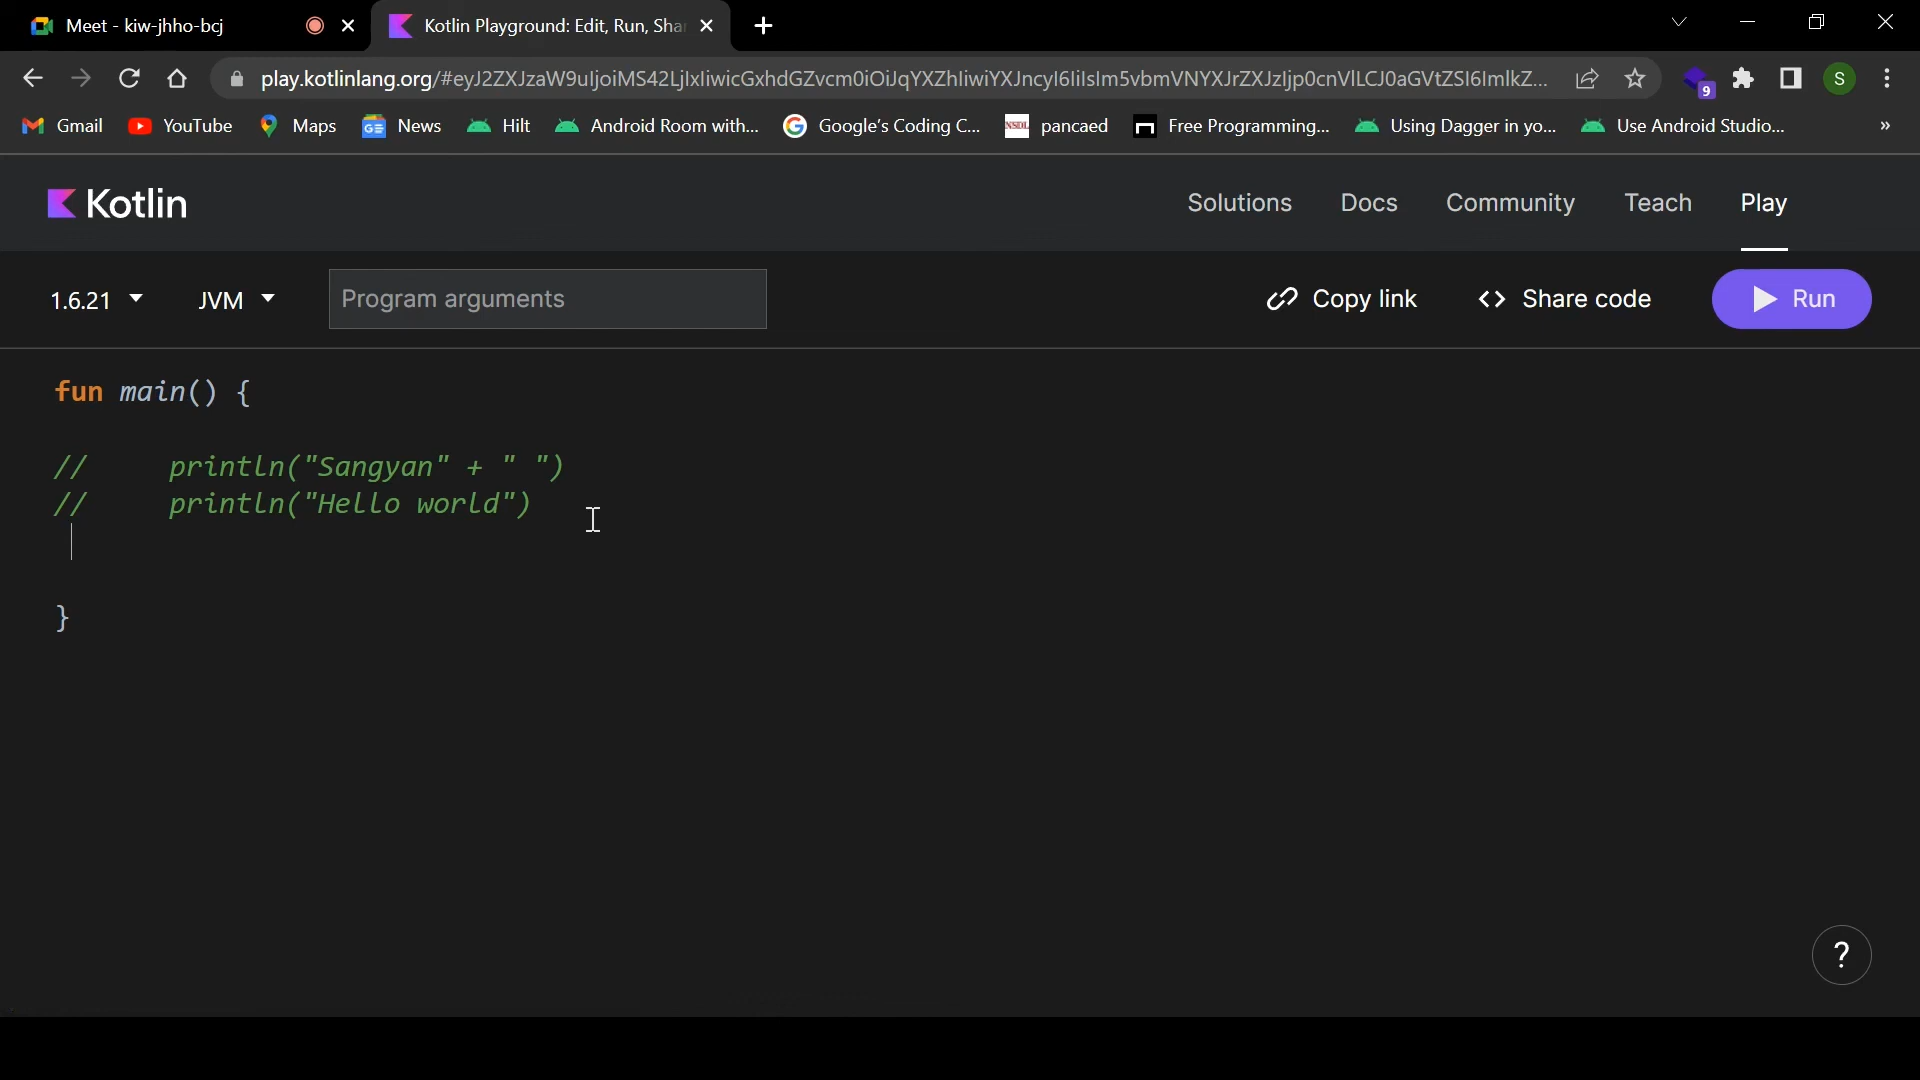 Meet - kiw-jhho-bcj
Kotlin Playground: Edit, Run, Sha
play.kotlinlang.org/#eyJ2ZXJzaW9uIjoiMS42LjIxIiwicGxhdGZvcm0iOiJqYXZhIiwiYXJncyI6IiIsIm5vbmVNYXJrZXJzIjp0cnVlLCJ0aGVtZSI6ImlkZ...
9
S
Gmail
YouTube
Maps
News
Hilt
Android Room with...
Google's Coding C...
NSDL
pancaed
Free Programming...
Using Dagger in yo...
Use Android Studio...
»
Kotlin
Solutions
Docs
Community
Teach
Play
1.6.21
JVM
Program arguments
Copy link
<> Share code
Run
fun main() {
// println("Sangyan" + " ")
// println("Hello world")
}
?